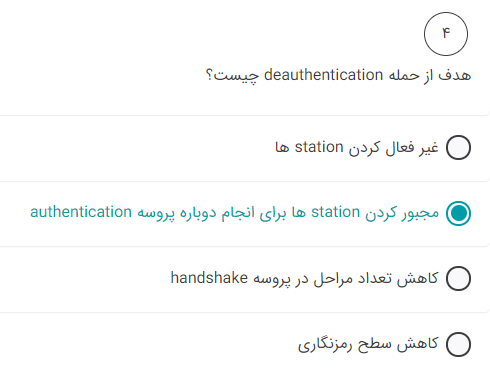 ۴
هدف از حمله deauthentication چیست؟
غیر فعال کردن station ها
مجبور کردن station ها برای انجام دوباره پروسه authentication
کاهش تعداد مراحل در پروسه handshake
کاهش سطح رمزنگاری